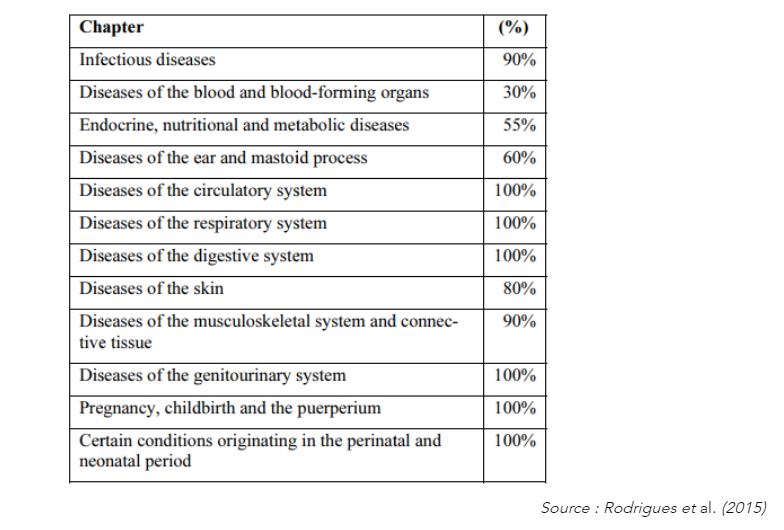 Chapter (%)
Infectious diseases 90%
Diseases of the blood and blood-forming organs 30%
Endocrine, nutritional and metabolic diseases 55%
Diseases of the ear and mastoid process 60%
Diseases of the circulatory system 100%
Diseases of the respiratory system 100%
Diseases of the digestive system 100%
Diseases of the skin 80%
Diseases of the musculoskeletal system and connec- 90%
tive tissue
Diseases of the genitourinary system 100%
Pregnancy, childbirth and the puerperium 100%
Certain conditions originating in the perinatal and 100%
neonatal period
Source : Rodrigues et al. (2015)